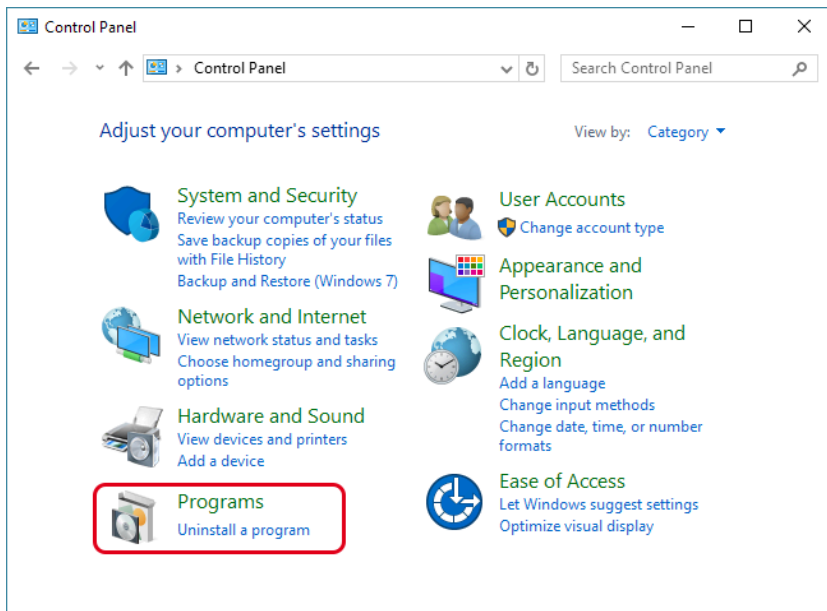 Control Panel
Control Panel
Search Control Panel
Adjust your computer's settings
View by: Category
System and Security
Review your computer's status
Save backup copies of your files
with File History
Backup and Restore (Windows 7)
Network and Internet
View network status and tasks
Choose homegroup and sharing
options
Hardware and Sound
View devices and printers
Add a device
Programs
Uninstall a program
User Accounts
Change account type
Appearance and
Personalization
Clock, Language, and
Region
Add a language
Change input methods
Change date, time, or number
formats
Ease of Access
Let Windows suggest settings
Optimize visual display